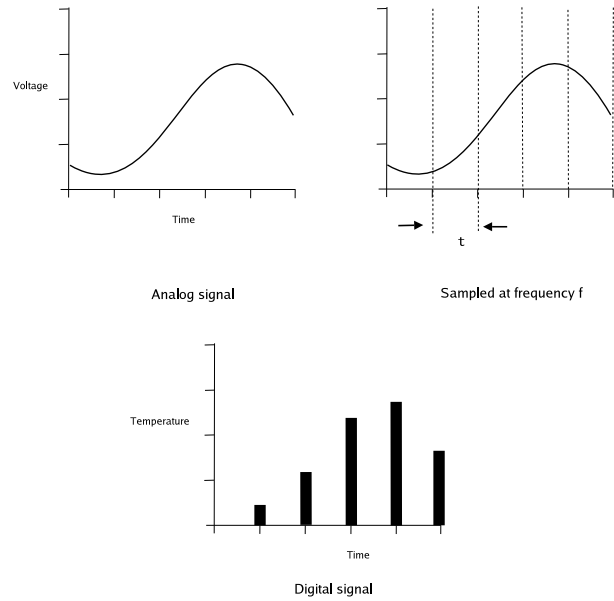 Voltage
Time
t
Analog signal
Sampled at frequency f
Temperature
Time
Digital signal